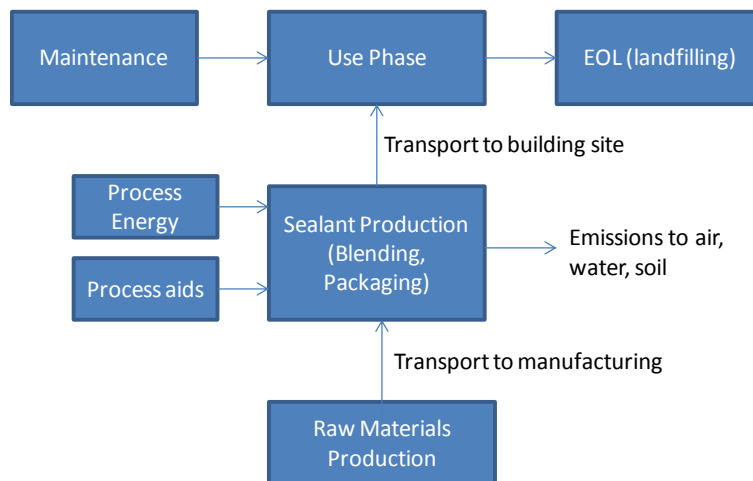 Maintenance
Use Phase
EOL (landfilling)
Transport to building site
Process
Energy
Sealant Production
(Blending,
Packaging)
Emissions to air,
water, soil
Process aids
Transport to manufacturing
Raw Materials
Production